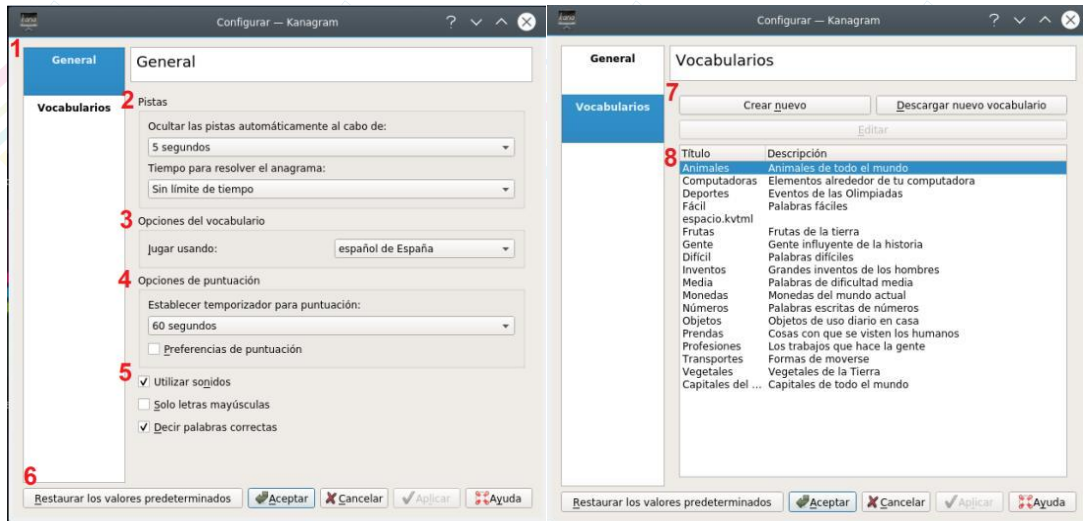 Configurar — Kanagram
1
General
Vocabularios
General
2 Pistas
Ocultar las pistas automáticamente al cabo de:
5 segundos
Tiempo para resolver el anagrama:
Sin límite de tiempo
3 Opciones del vocabulario
Jugar usando: español de España
4 Opciones de puntuación
Establecer temporizador para puntuación:
60 segundos
Preferencias de puntuación
5
Utilizar sonidos
Solo letras mayúsculas
Decir palabras correctas
6
Restaurar los valores predeterminados Aceptar Cancelar Aplicar Ayuda
Configurar — Kanagram
General
Vocabularios
Vocabularios
7
Crear nuevo Descargar nuevo vocabulario
Editar
8
Título Descripción
Animales Animales de todo el mundo
Computadoras Elementos alrededor de tu computadora
Deportes Eventos de las Olimpiadas
Fácil Palabras fáciles
espacio.kvtml
Frutas Frutas de la tierra
Gente Gente influyente de la historia
Difícil Palabras difíciles
Inventos Grandes inventos de los hombres
Media Palabras de dificultad media
Monedas Monedas del mundo actual
Números Palabras escritas de números
Objetos Objetos de uso diario en casa
Prendas Cosas con que se visten los humanos
Profesiones Los trabajos que hace la gente
Transportes Formas de moverse
Vegetales Vegetales de la Tierra
Capitales del ... Capitales de todo el mundo
Restaurar los valores predeterminados Aceptar Cancelar Aplicar Ayuda